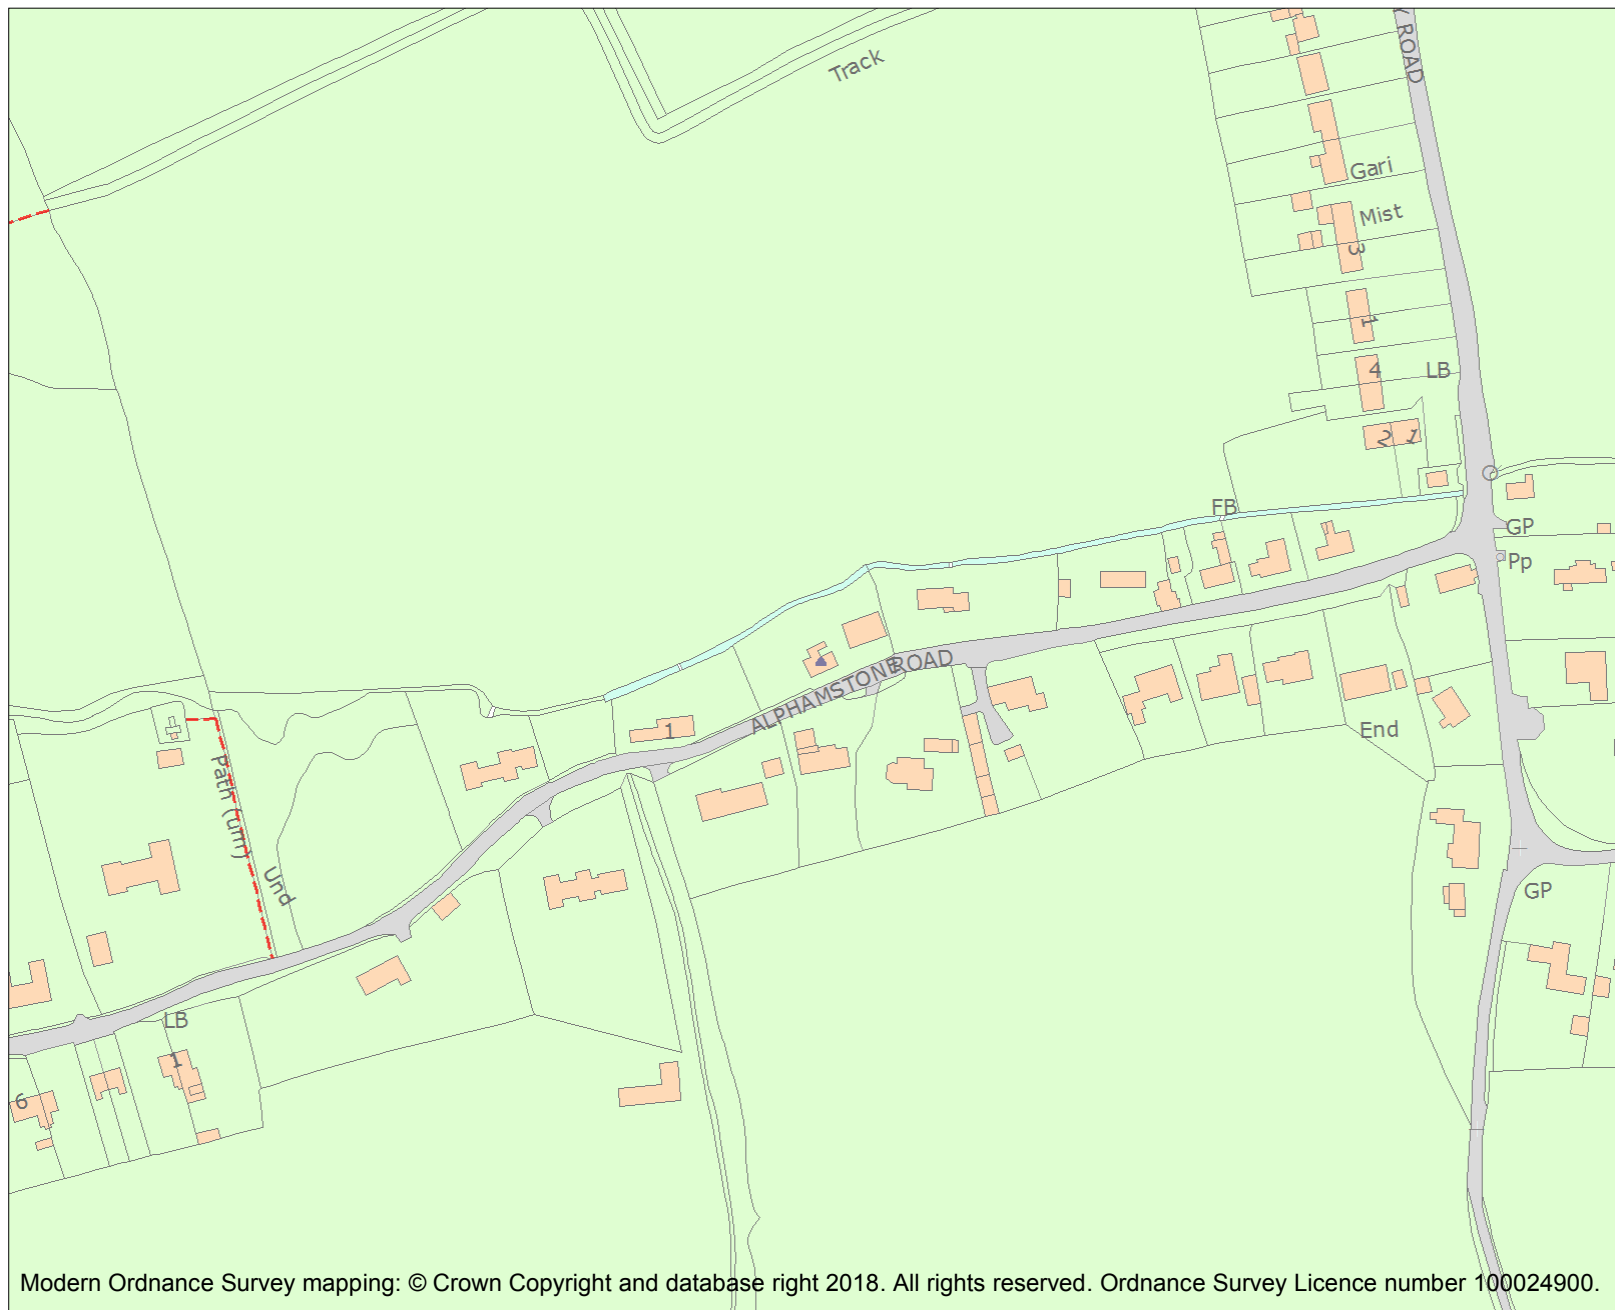 Y ROAD
Track
Gari
Mist
3
1
4
LB
2
1
FB
GP
Pp
ALPHAMSTONE ROAD
1
End
Path (um)
Und
GP
LB
1
6
Modern Ordnance Survey mapping: © Crown Copyright and database right 2018. All rights reserved. Ordnance Survey Licence number 100024900.